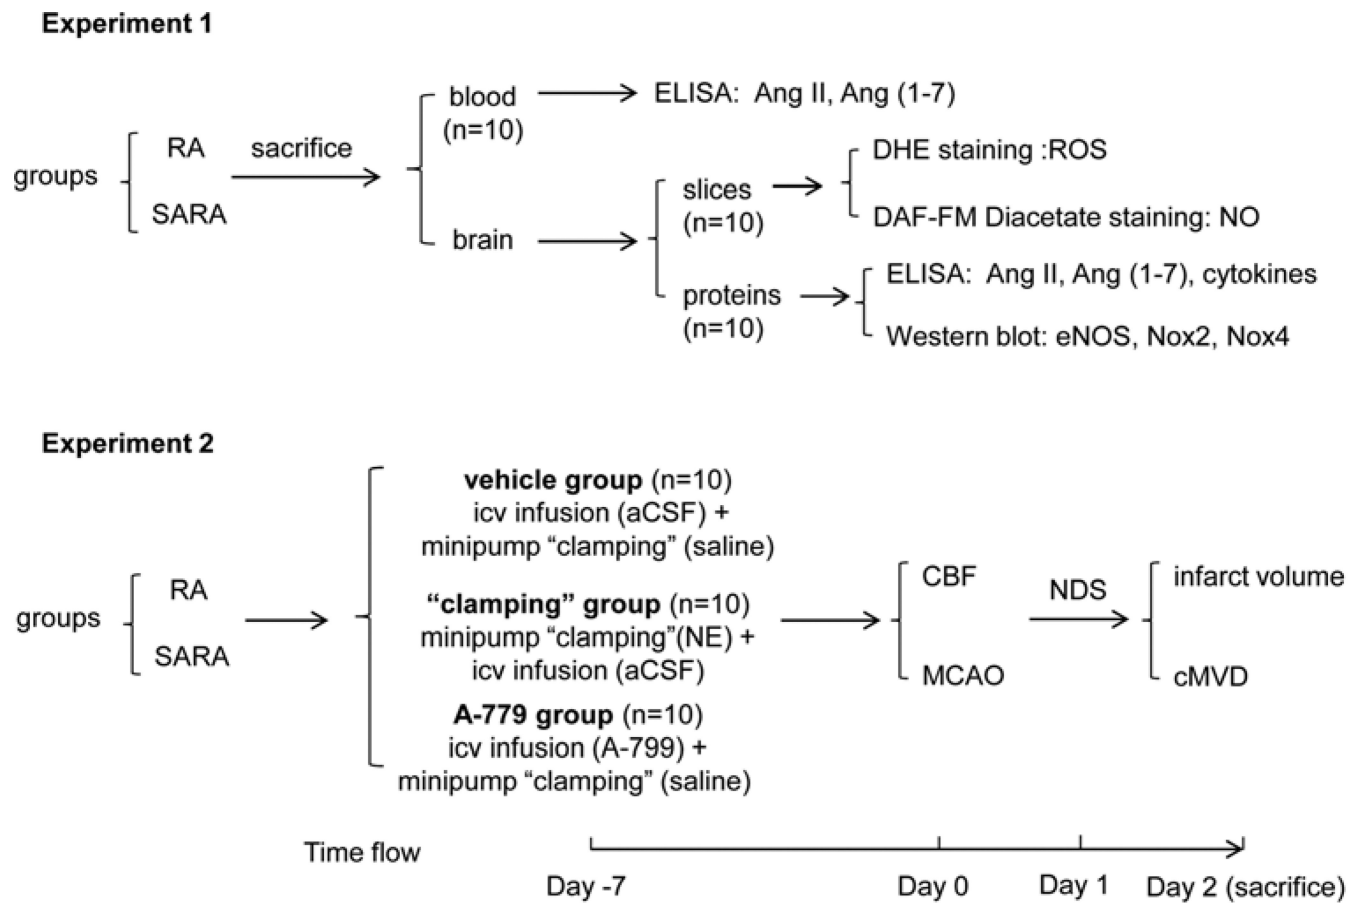 Experiment 1
groups
RA
SARA
sacrifice
blood
(n=10)
ELISA: Ang II, Ang (1-7)
brain
slices
(n=10)
DHE staining :ROS
DAF-FM Diacetate staining: NO
proteins
(n=10)
ELISA: Ang II, Ang (1-7), cytokines
Western blot: eNOS, Nox2, Nox4
Experiment 2
groups
RA
SARA
vehicle group (n=10)
icv infusion (aCSF) +
minipump “clamping” (saline)
“clamping” group (n=10)
minipump “clamping”(NE) +
icv infusion (aCSF)
A-779 group (n=10)
icv infusion (A-799) +
minipump “clamping” (saline)
CBF
MCAO
NDS
infarct volume
cMVD
Time flow
Day -7
Day 0
Day 1
Day 2 (sacrifice)